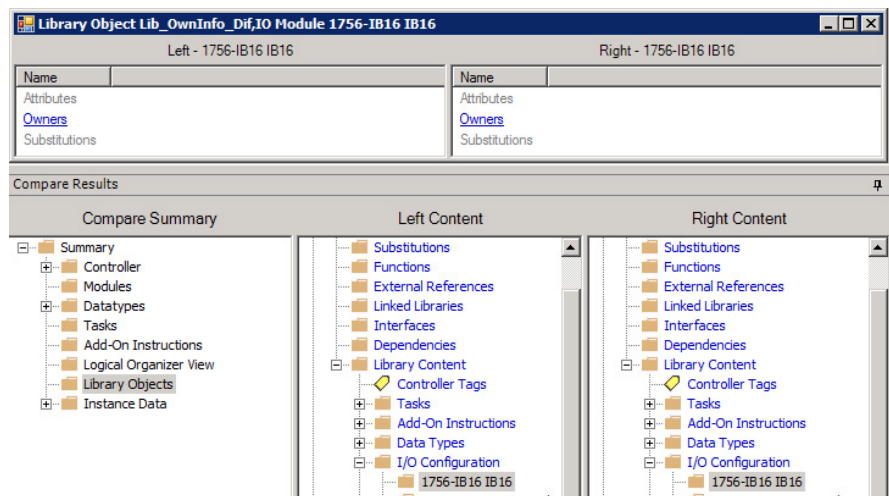 Library Object Lib_OwnInfo_Dif,IO Module 1756-IB16 IB16
Left - 1756-IB16 IB16
Right - 1756-IB16 IB16
Name
Attributes
Owners
Substitutions
Name
Attributes
Owners
Substitutions
Compare Results
Compare Summary
Left Content
Right Content
Summary
Controller
Modules
Datatypes
Tasks
Add-On Instructions
Logical Organizer View
Library Objects
Instance Data
Substitutions
Functions
External References
Linked Libraries
Interfaces
Dependencies
Library Content
Controller Tags
Tasks
Add-On Instructions
Data Types
I/O Configuration
1756-IB16 IB16
Substitutions
Functions
External References
Linked Libraries
Interfaces
Dependencies
Library Content
Controller Tags
Tasks
Add-On Instructions
Data Types
I/O Configuration
1756-IB16 IB16